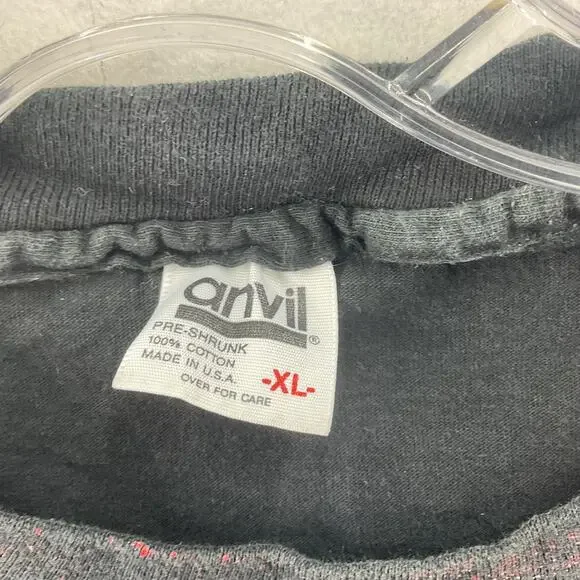 anvil®
PRE-SHRUNK
100% COTTON
MADE IN U.S.A.
-XL-
OVER FOR CARE